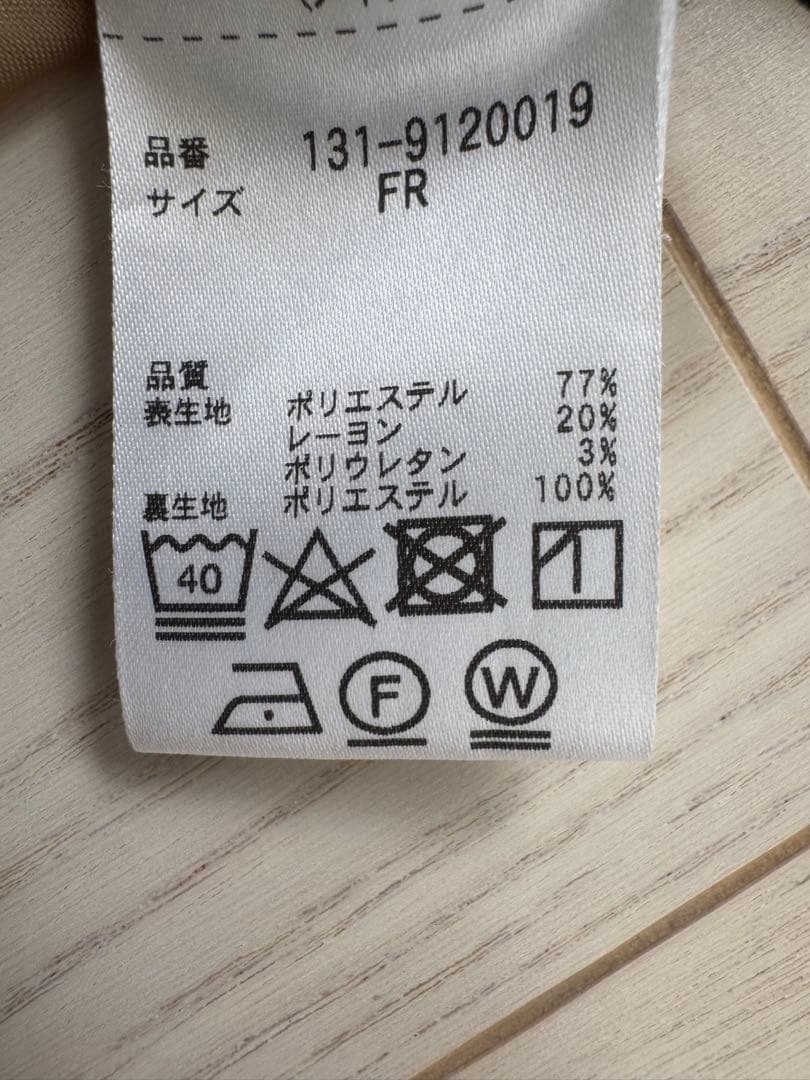 品番 131-9120019
サイズ FR
品質
表生地 ポリエステル 77%
レーヨン 20%
ポリウレタン 3%
裏生地 ポリエステル 100%
40
F
W